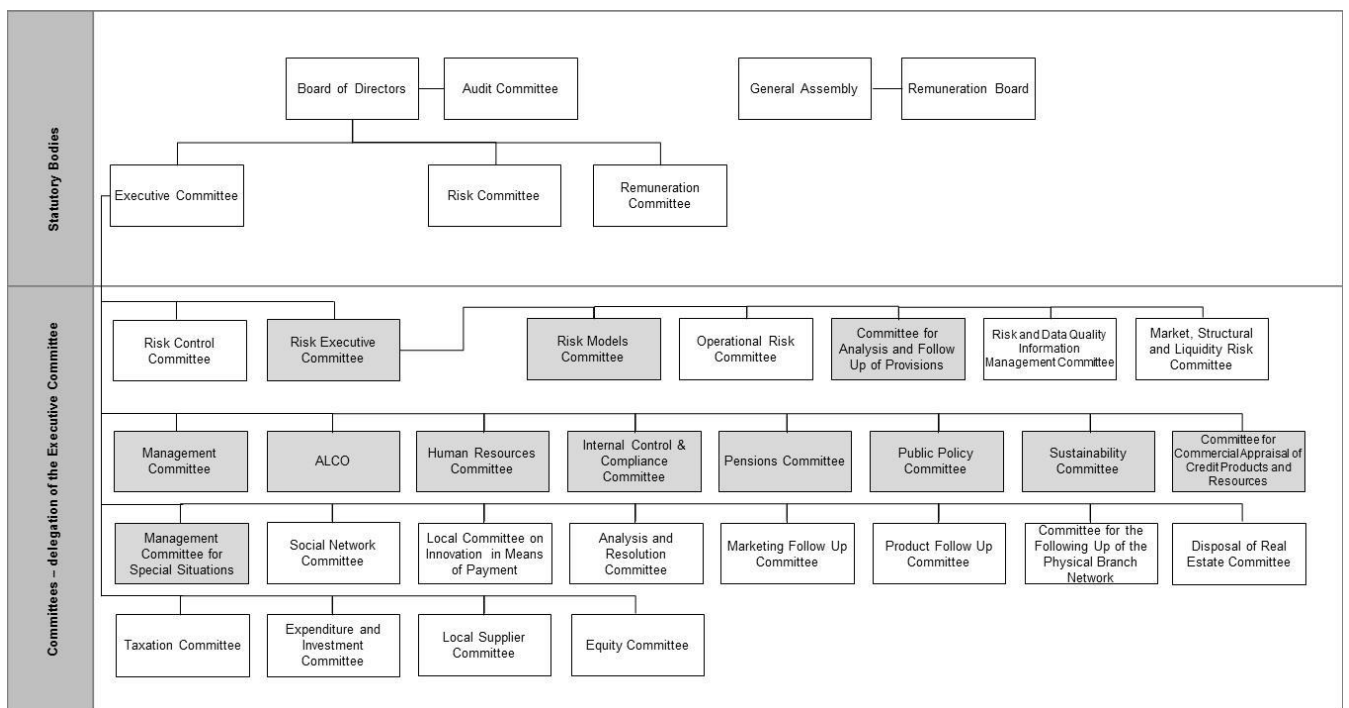 Statutory Bodies
Board of Directors
Audit Committee
General Assembly
Remuneration Board
Executive Committee
Risk Committee
Remuneration
Committee
Committees – delegation of the Executive Committee
Risk Control
Committee
Risk Executive
Committee
Risk Models
Committee
Operational Risk
Committee
Committee for
Analysis and Follow
Up of Provisions
Risk and Data Quality
Information
Management Committee
Market, Structural
and Liquidity Risk
Committee
Management
Committee
ALCO
Human Resources
Committee
Internal Control &
Compliance
Committee
Pensions Committee
Public Policy
Committee
Sustainability
Committee
Committee for
Commercial Appraisal of
Credit Products and
Resources
Management
Committee for
Special Situations
Social Network
Committee
Local Committee on
Innovation in Means
of Payment
Analysis and
Resolution
Committee
Marketing Follow Up
Committee
Product Follow Up
Committee
Committee for the
Following Up of the
Physical Branch
Network
Disposal of Real
Estate Committee
Taxation Committee
Expenditure and
Investment
Committee
Local Supplier
Committee
Equity Committee